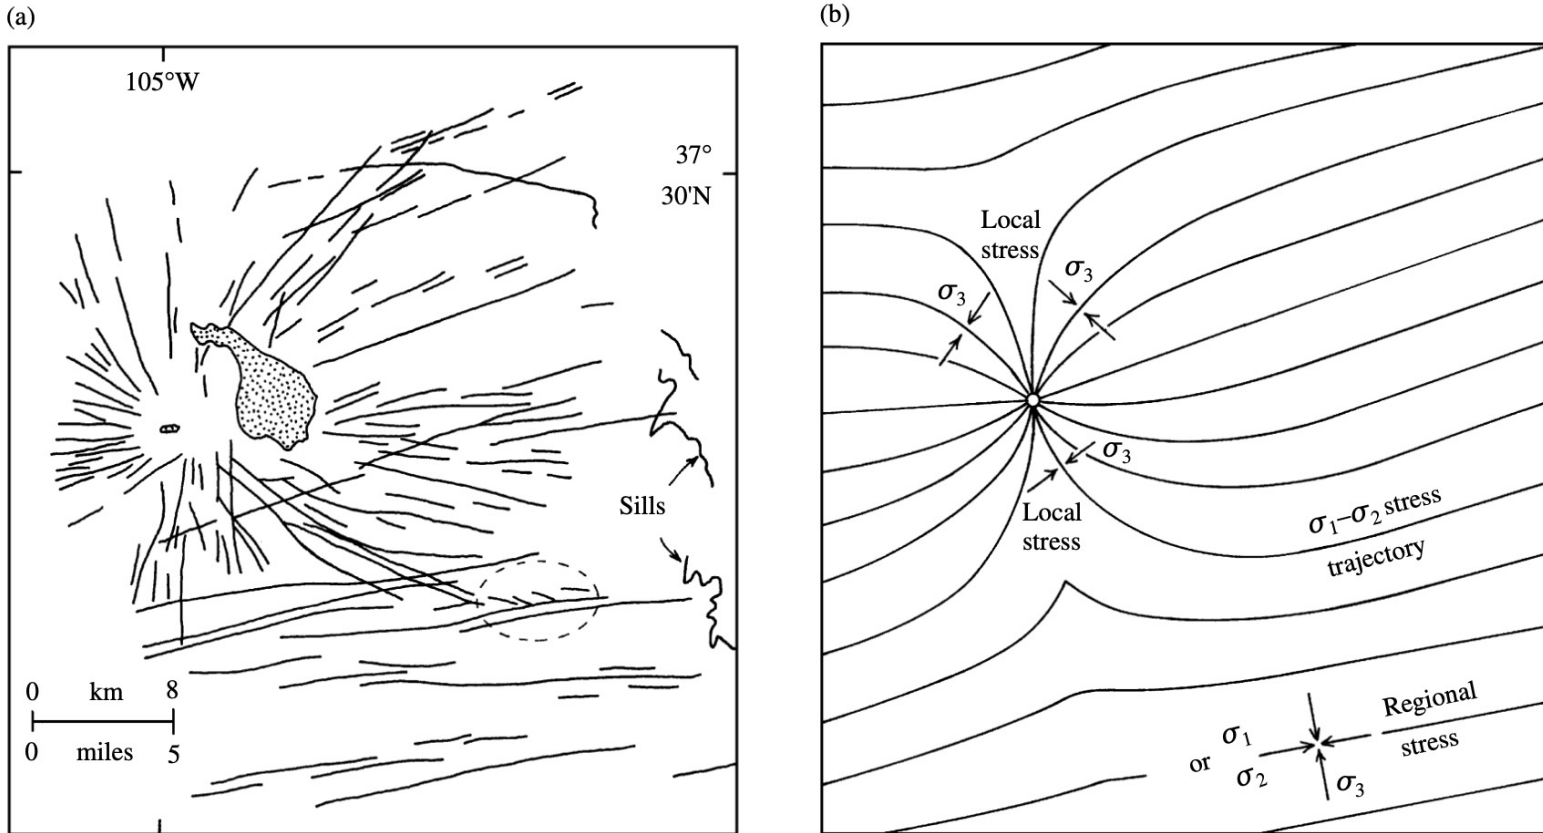 (a)
105°W
37°
30'N
Sills
0 km 8
0 miles 5
(b)
Local
stress
σ3
σ3
σ3
Local
stress
σ1–σ2 stress
trajectory
Regional
stress
or σ1
σ2
σ3